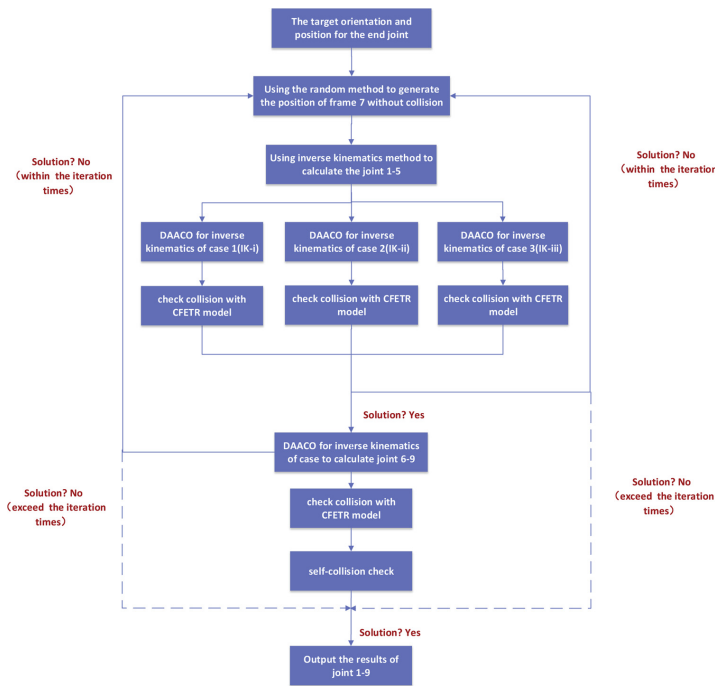 The target orientation and
position for the end joint
Using the random method to generate
the position of frame 7 without collision
Solution? No
(within the iteration
times)
Solution? No
(within the iteration
times)
Using inverse kinematics method to
calculate the joint 1-5
DAACO for inverse
kinematics of case 1(IK-i)
DAACO for inverse
kinematics of case 2(IK-ii)
DAACO for inverse
kinematics of case 3(IK-iii)
check collision with
CFETR model
check collision with CFETR
model
check collision with CFETR
model
Solution? Yes
DAACO for inverse kinematics
of case to calculate joint 6-9
Solution? No
(exceed the iteration
times)
Solution? No
(exceed the iteration
times)
check collision with
CFETR model
self-collision check
Solution? Yes
Output the results of
joint 1-9